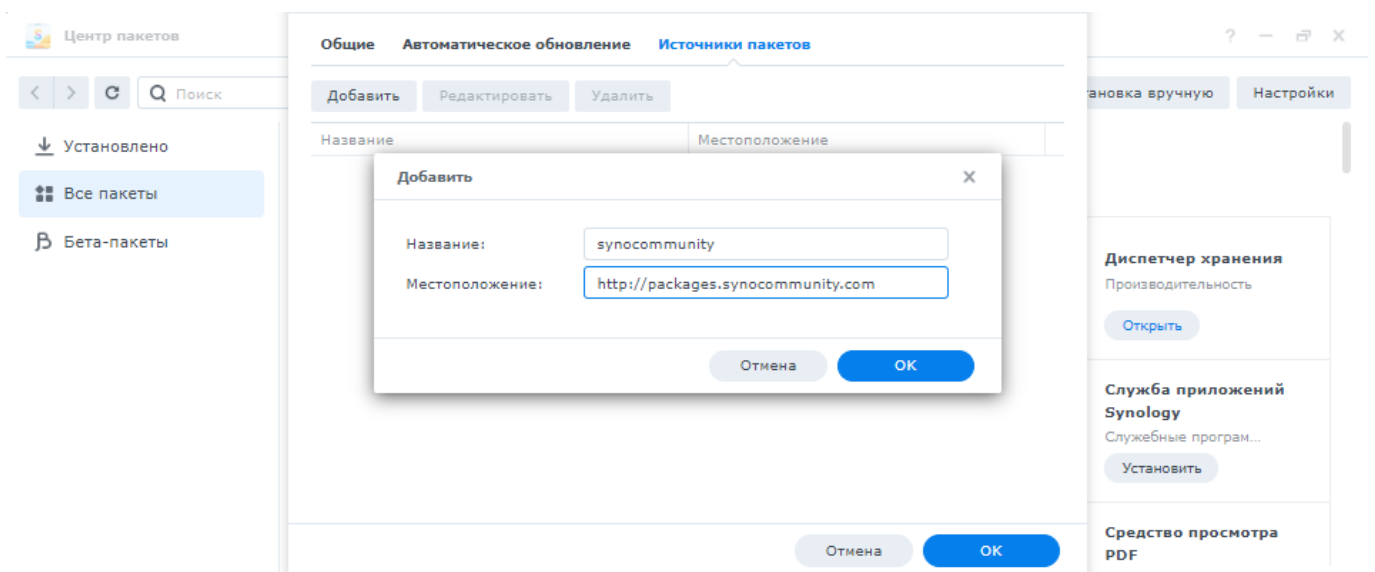 Центр пакетов
? — 
Поиск
ановка вручную
Настройки
Установлено
Все пакеты
Бета-пакеты
Общие
Автоматическое обновление
Источники пакетов
Добавить
Редактировать
Удалить
Название
Местоположение
Добавить
Название:
synocommunity
Местоположение:
http://packages.synocommunity.com
Отмена
OK
Отмена
OK
Диспетчер хранения
Производительность
Открыть
Служба приложений
Synology
Служебные програм...
Установить
Средство просмотра
PDF